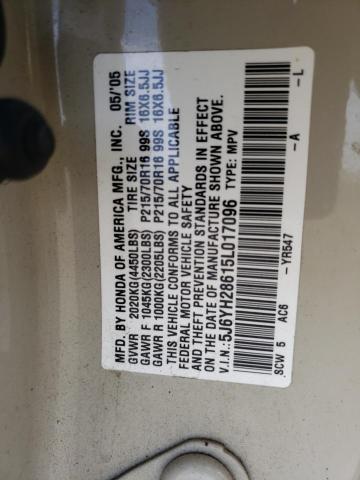 MFD. BY HONDA OF AMERICA MFG., INC. 05/'05
GVWR 2020KG(4450LBS) TIRE SIZE RIM SIZE
GAWR F 1045KG(2300LBS) P215/70R16 99S 16X6.5JJ
GAWR R 1000KG(2205LBS) P215/70R16 99S 16X6.5JJ
THIS VEHICLE CONFORMS TO ALL APPLICABLE
FEDERAL MOTOR VEHICLE SAFETY
AND THEFT PREVENTION STANDARDS IN EFFECT
ON THE DATE OF MANUFACTURE SHOWN ABOVE.
V.I.N.: 5J6YH28615L017096 TYPE: MPV
-YR547 -A -L
SCW 5 AC6